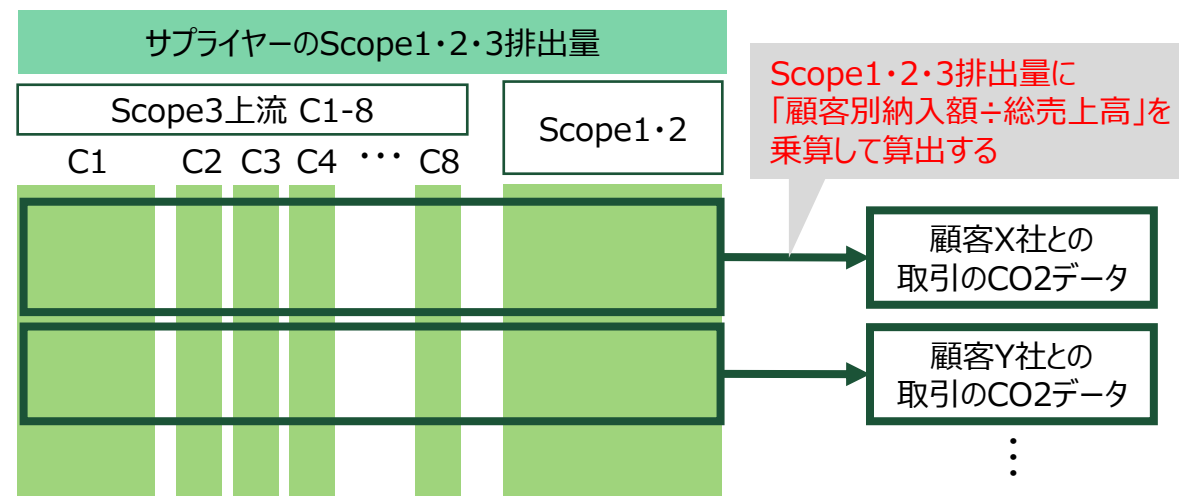 サプライヤーのScope1・2・3排出量
Scope3上流 C1-8
Scope1・2
C1 C2 C3 C4 ・・・ C8
Scope1・2・3排出量に
「顧客別納入額÷総売上高」を
乗算して算出する
顧客X社との
取引のCO2データ
顧客Y社との
取引のCO2データ
⋮